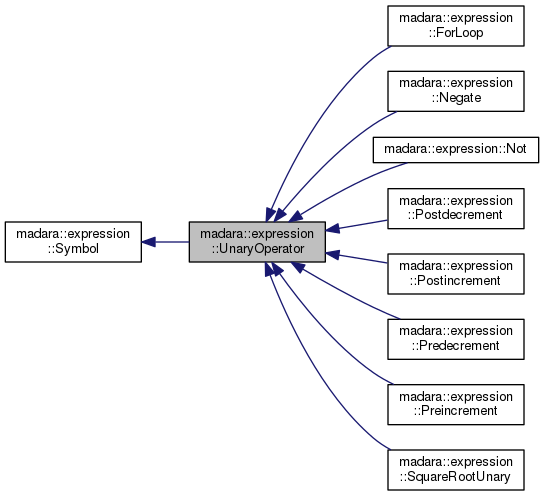 madara::expression
::ForLoop
madara::expression
::Negate
madara::expression::Not
madara::expression
::Postdecrement
madara::expression
::Symbol
madara::expression
::UnaryOperator
madara::expression
::Postincrement
madara::expression
::Predecrement
madara::expression
::Preincrement
madara::expression
::SquareRootUnary